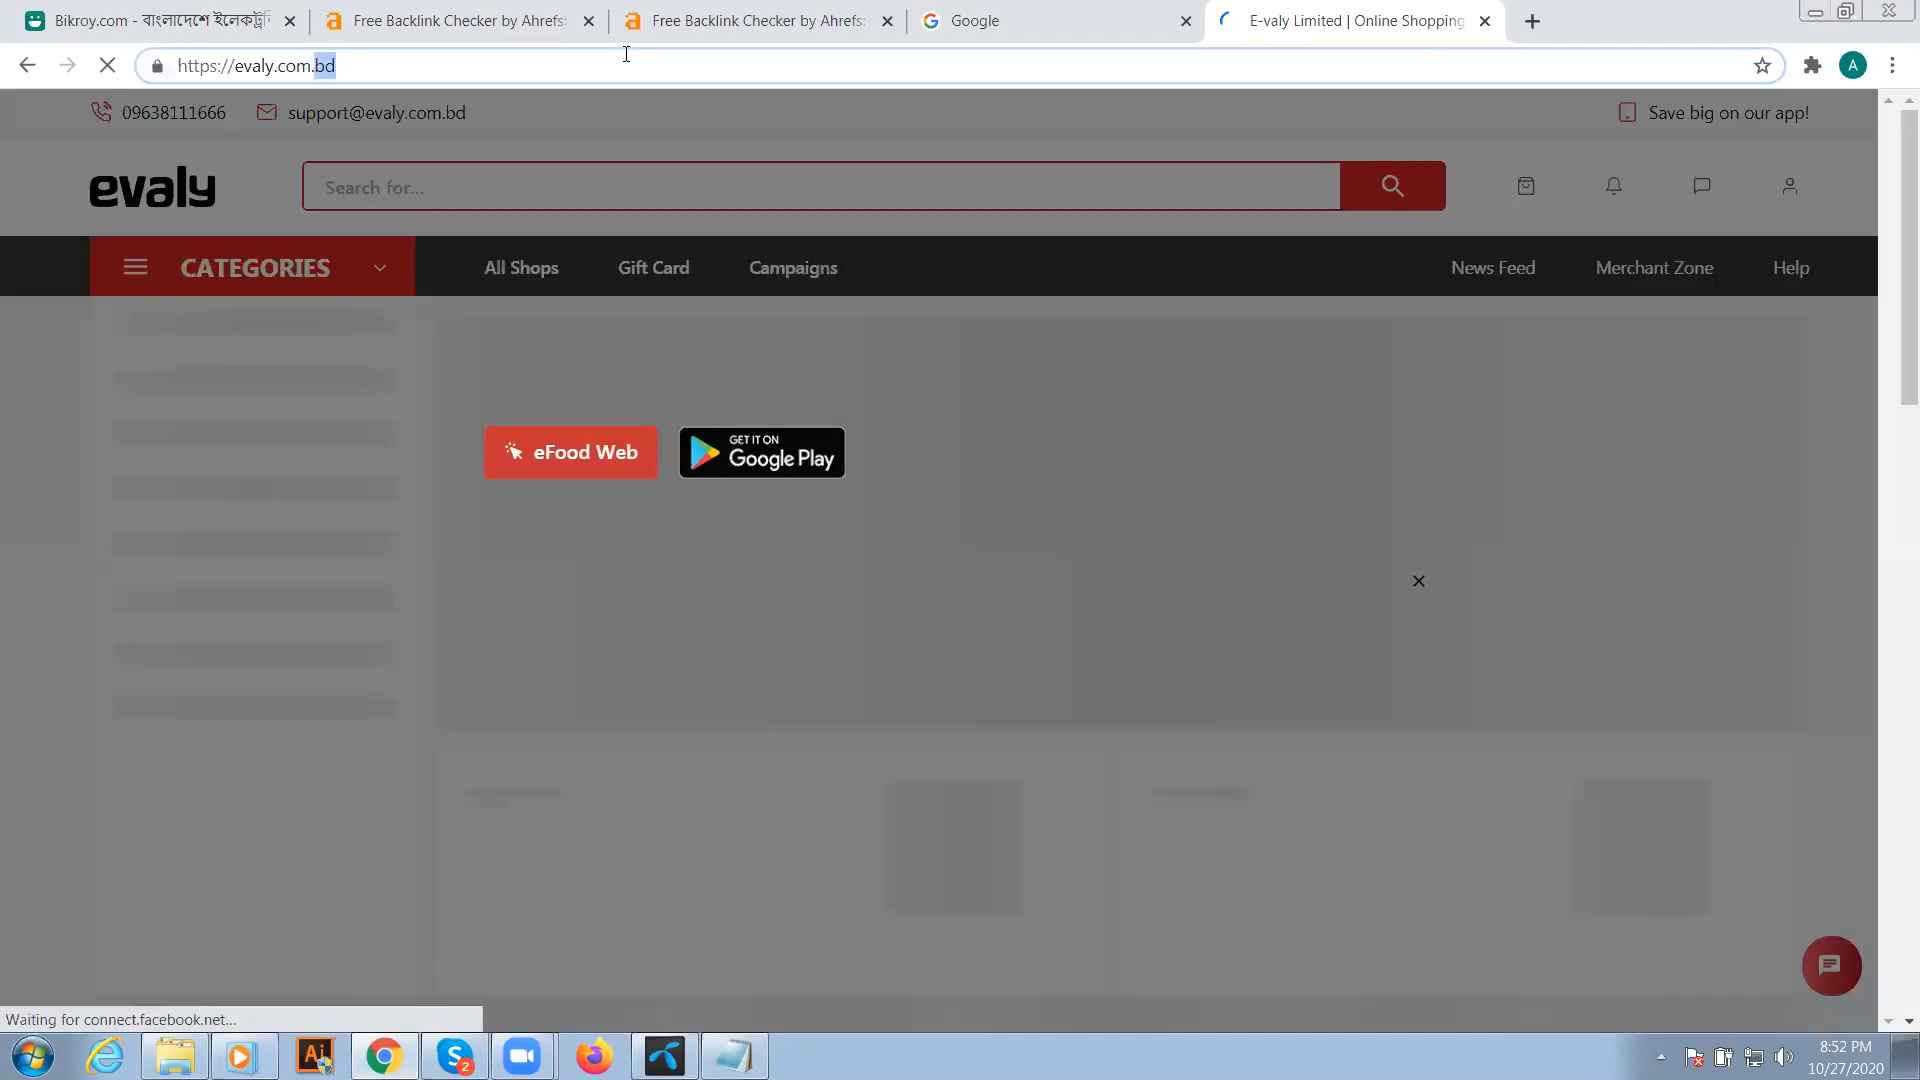 Bikroy.com - বাংলাদেশে ইলেকট্রনি
Free Backlink Checker by Ahrefs:
Free Backlink Checker by Ahrefs:
Google
E-valy Limited | Online Shopping
https://evaly.com.bd
A
09638111666
support@evaly.com.bd
Save big on our app!
evaly
Search for...
CATEGORIES
All Shops
Gift Card
Campaigns
News Feed
Merchant Zone
Help
eFood Web
GET IT ON
Google Play
Waiting for connect.facebook.net...
Ai
S
2
8:52 PM
10/27/2020